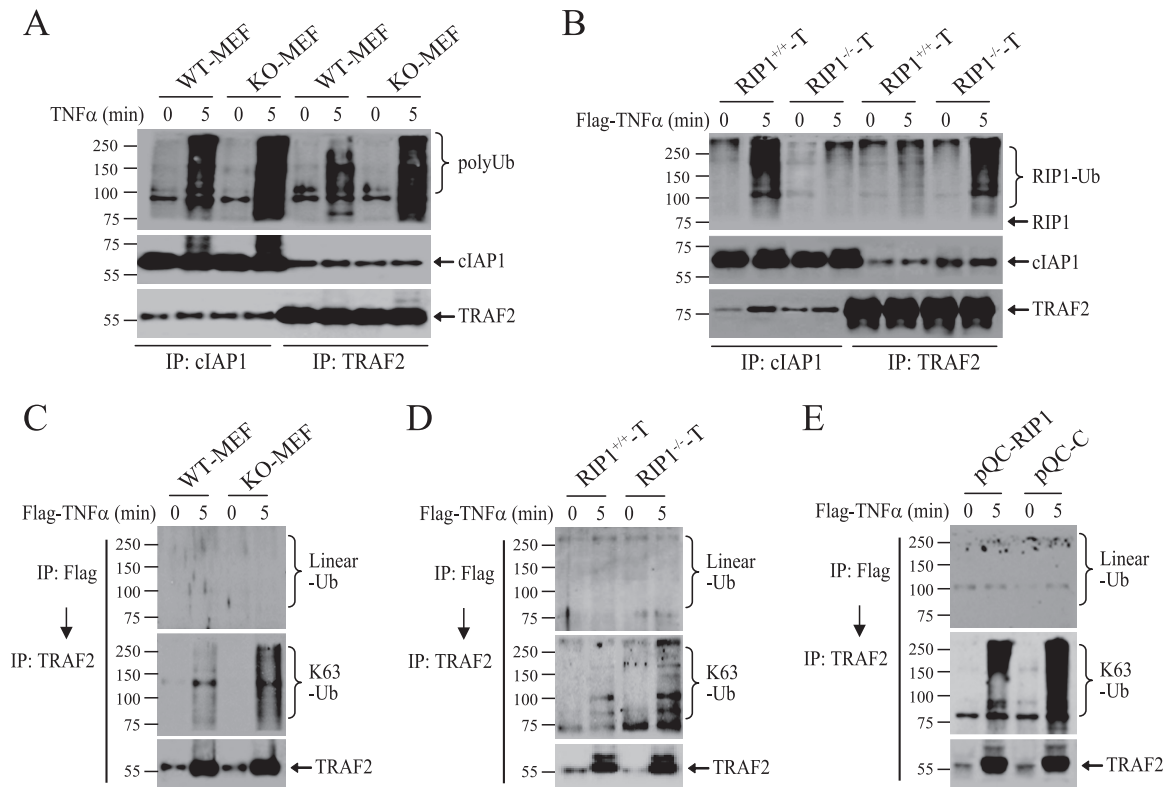 A
WT-MEF KO-MEF WT-MEF KO-MEF
TNFα (min) 0 5 0 5 0 5 0 5
250
150
100
75
polyUb
75
55
cIAP1
55
TRAF2
IP: cIAP1 IP: TRAF2
B
RIP1+/+-T RIP1-/--T RIP1+/+-T RIP1-/--T
Flag-TNFα (min) 0 5 0 5 0 5 0 5
250
150
100
75
RIP1-Ub
RIP1
75
55
cIAP1
75
TRAF2
IP: cIAP1 IP: TRAF2
C
WT-MEF KO-MEF
Flag-TNFα (min) 0 5 0 5
IP: Flag
IP: TRAF2
250
150
100
75
Linear
-Ub
250
150
100
75
K63
-Ub
55
TRAF2
D
RIP1+/+-T RIP1-/--T
Flag-TNFα (min) 0 5 0 5
IP: Flag
IP: TRAF2
250
150
100
75
Linear
-Ub
250
150
100
75
K63
-Ub
55
TRAF2
E
pQC-RIP1 pQC-C
Flag-TNFα (min) 0 5 0 5
IP: Flag
IP: TRAF2
250
150
100
75
Linear
-Ub
250
150
100
75
K63
-Ub
55
TRAF2